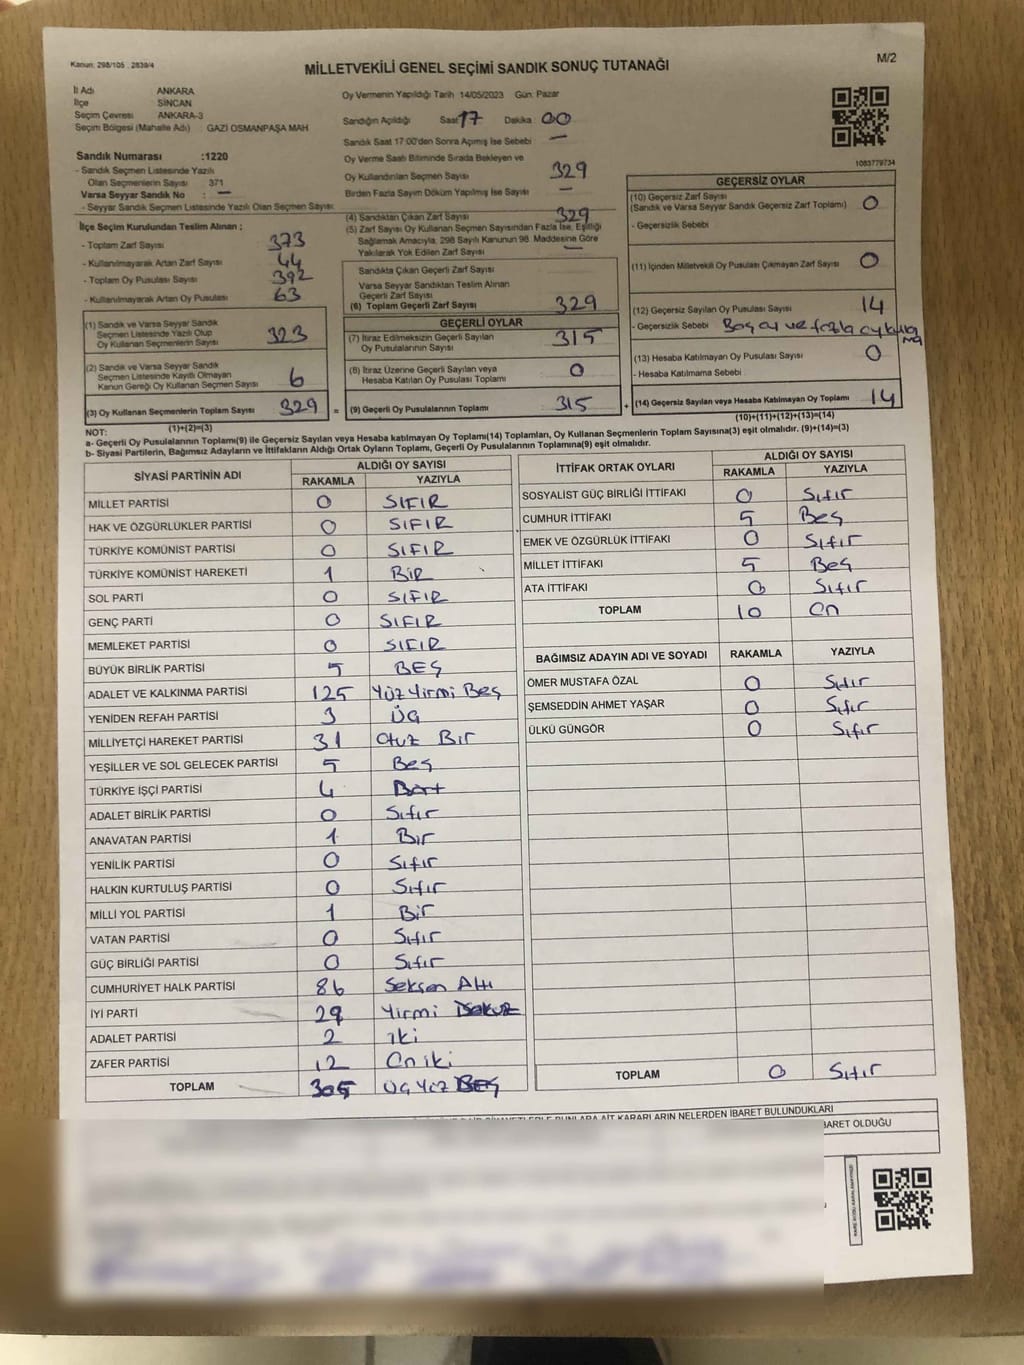 Kanun: 298/105 , 2839/4
M/2
MİLLETVEKİLİ GENEL SEÇİMİ SANDIK SONUÇ TUTANAĞI
İl Adı ANKARA
İlçe SİNCAN
Seçim Çevresi ANKARA-3
Seçim Bölgesi (Mahalle Adı) : GAZİ OSMANPAŞA MAH
Sandık Numarası :1220
- Sandık Seçmen Listesinde Yazılı
Olan Seçmenlerin Sayısı 371
Varsa Seyyar Sandık No : —
- Seyyar Sandık Seçmen Listesinde Yazılı Olan Seçmen Sayısı:
İlçe Seçim Kurulundan Teslim Alınan ;
- Toplam Zarf Sayısı 373
- Kullanılmayarak Artan Zarf Sayısı 44
- Toplam Oy Pusulası Sayısı 392
- Kullanılmayarak Artan Oy Pusulası 63
(1) Sandık ve Varsa Seyyar Sandık
Seçmen Listesinde Yazılı Olup
Oy Kullanan Seçmenlerin Sayısı 323
(2) Sandık ve Varsa Seyyar Sandık
Seçmen Listesinde Kayıtlı Olmayan
Kanun Gereği Oy Kullanan Seçmen Sayısı 6
(3) Oy Kullanan Seçmenlerin Toplam Sayısı 329 =
(1)+(2)=(3)
Oy Vermenin Yapıldığı Tarih 14/05/2023 Gün: Pazar
Sandığın Açıldığı Saat 17 Dakika 00
Sandık Saat 17:00'den Sonra Açımış İse Sebebi —
Oy Verme Saati Bitiminde Sırada Bekleyen ve
Oy Kullandırılan Seçmen Sayısı 329
Birden Fazla Sayım Döküm Yapılmış İse Sayısı —
(4) Sandıktan Çıkan Zarf Sayısı 329
(5) Zarf Sayısı Oy Kullanan Seçmen Sayısından Fazla İse, Eşitliği
Sağlamak Amacıyla, 298 Sayılı Kanunun 98. Maddesine Göre
Yakılarak Yok Edilen Zarf Sayısı —
Sandıkta Çıkan Geçerli Zarf Sayısı
Varsa Seyyar Sandıktan Teslim Alınan
Geçerli Zarf Sayısı
(6) Toplam Geçerli Zarf Sayısı 329
GEÇERLİ OYLAR
(7) İtiraz Edilmeksizin Geçerli Sayılan
Oy Pusulalarının Sayısı 315
(8) İtiraz Üzerine Geçerli Sayılan veya
Hesaba Katılan Oy Pusulası Toplamı 0
(9) Geçerli Oy Pusulalarının Toplamı 315 +
1083779734
GEÇERSİZ OYLAR
(10) Geçersiz Zarf Sayısı
(Sandık ve Varsa Seyyar Sandık Geçersiz Zarf Toplamı) 0
- Geçersizlik Sebebi
(11) İçinden Milletvekili Oy Pusulası Çıkmayan Zarf Sayısı 0
(12) Geçersiz Sayılan Oy Pusulası Sayısı 14
- Geçersizlik Sebebi Boş oy ve fazla oy
(13) Hesaba Katılmayan Oy Pusulası Sayısı 0
- Hesaba Katılmama Sebebi
(14) Geçersiz Sayılan veya Hesaba Katılmayan Oy Toplamı 14
(10)+(11)+(12)+(13)=(14)
NOT:
a- Geçerli Oy Pusulalarının Toplamı(9) ile Geçersiz Sayılan veya Hesaba katılmayan Oy Toplamı(14) Toplamları, Oy Kullanan Seçmenlerin Toplam Sayısına(3) eşit olmalıdır. (9)+(14)=(3)
b- Siyasi Partilerin, Bağımsız Adayların ve İttifakların Aldığı Ortak Oyların Toplamı, Geçerli Oy Pusulalarının Toplamına(9) eşit olmalıdır.
SİYASİ PARTİNİN ADI ALDIĞI OY SAYISI
RAKAMLA YAZIYLA
MİLLET PARTİSİ 0 SIFIR
HAK VE ÖZGÜRLÜKLER PARTİSİ 0 SIFIR
TÜRKİYE KOMÜNİST PARTİSİ 0 SIFIR
TÜRKİYE KOMÜNİST HAREKETİ 1 BİR
SOL PARTİ 0 SIFIR
GENÇ PARTİ 0 SIFIR
MEMLEKET PARTİSİ 0 SIFIR
BÜYÜK BİRLİK PARTİSİ 5 BEŞ
ADALET VE KALKINMA PARTİSİ 125 Yüz Yirmi Beş
YENİDEN REFAH PARTİSİ 3 ÜÇ
MİLLİYETÇİ HAREKET PARTİSİ 31 Otuz Bir
YEŞİLLER VE SOL GELECEK PARTİSİ 5 Beş
TÜRKİYE İŞÇİ PARTİSİ 4
ADALET BİRLİK PARTİSİ 0 Sıfır
ANAVATAN PARTİSİ 1 Bir
YENİLİK PARTİSİ 0 Sıfır
HALKIN KURTULUŞ PARTİSİ 0 Sıfır
MİLLİ YOL PARTİSİ 1 Bir
VATAN PARTİSİ 0 Sıfır
GÜÇ BİRLİĞİ PARTİSİ 0 Sıfır
CUMHURİYET HALK PARTİSİ 86 Seksen Altı
İYİ PARTİ 29 Yirmi Dokuz
ADALET PARTİSİ 2 iki
ZAFER PARTİSİ 12 On iki
TOPLAM 305 ÜÇ YÜZ BEŞ
İTTİFAK ORTAK OYLARI ALDIĞI OY SAYISI
RAKAMLA YAZIYLA
SOSYALİST GÜÇ BİRLİĞİ İTTİFAKI 0 Sıfır
CUMHUR İTTİFAKI 5 Beş
EMEK VE ÖZGÜRLÜK İTTİFAKI 0 Sıfır
MİLLET İTTİFAKI 5 Beş
ATA İTTİFAKI 0 Sıfır
TOPLAM 10 On
BAĞIMSIZ ADAYIN ADI VE SOYADI RAKAMLA YAZIYLA
ÖMER MUSTAFA ÖZAL 0 Sıfır
ŞEMSEDDİN AHMET YAŞAR 0 Sıfır
ÜLKÜ GÜNGÖR 0 Sıfır
TOPLAM 0 Sıfır
BUNLARA AİT KARARLARIN NELERDEN İBARET BULUNDUKLARI
BARET OLDUĞU